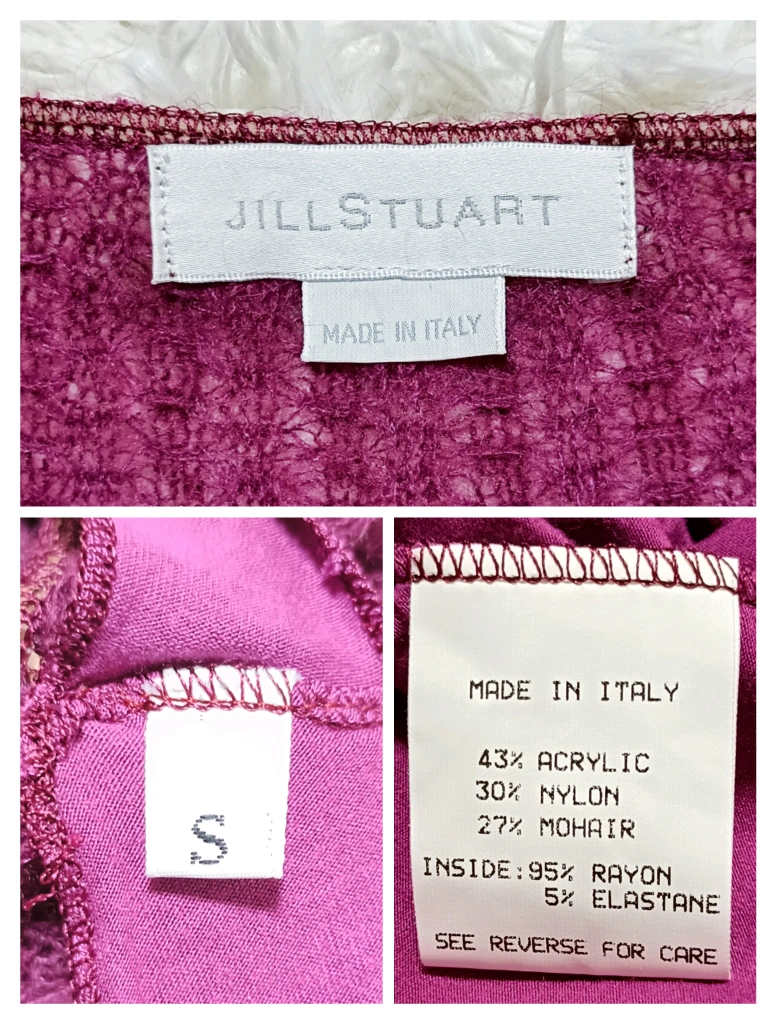 JILLSTUART
MADE IN ITALY
S
MADE IN ITALY
43% ACRYLIC
30% NYLON
27% MOHAIR
INSIDE:95% RAYON
5% ELASTANE
SEE REVERSE FOR CARE